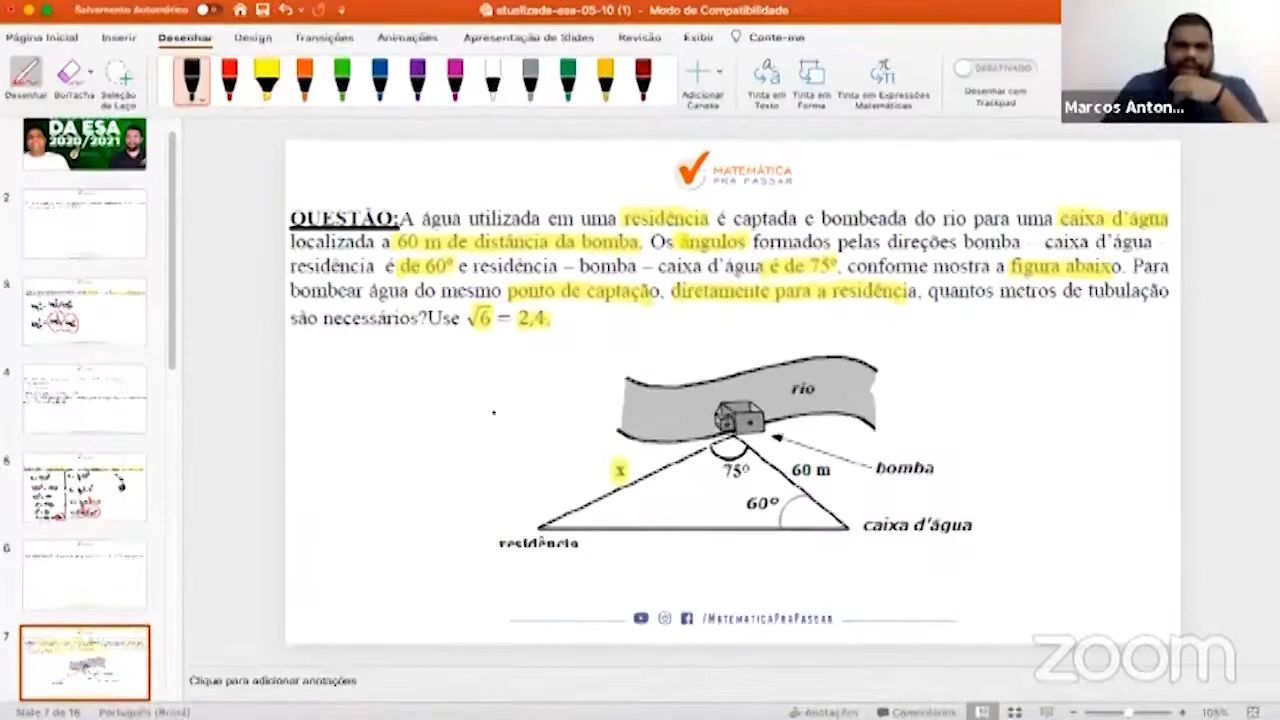 Salvamento Automático
atualizada-esa-05-10 (1) - Modo de Compatibilidade
Página Inicial Inserir Desenhar Design Transições Animações Apresentação de Slides Revisão Exibir Conte-me
Desenhar Borracha Seleção de Laço Adicionar Caneta Tinta em Texto Tinta em Forma Tinta em Expressões Matemáticas
DESATIVADO
Desenhar com Trackpad
Marcos Anton...
DA ESA
2020/2021
2
4
6
7
MATEMÁTICA
PRA PASSAR
QUESTÃO:A água utilizada em uma residência é captada e bombeada do rio para uma caixa d'água
localizada a 60 m de distância da bomba. Os ângulos formados pelas direções bomba – caixa d'água –
residência é de 60º e residência – bomba – caixa d'água é de 75º, conforme mostra a figura abaixo. Para
bombear água do mesmo ponto de captação, diretamente para a residência, quantos metros de tubulação
são necessários?Use √6 = 2,4.
rio
x
75º
60 m
bomba
60º
caixa d'água
residência
/MatematicaPraPassar
zoom
Clique para adicionar anotações
Slide 7 de 16 Português (Brasil) Anotações Comentários 105%